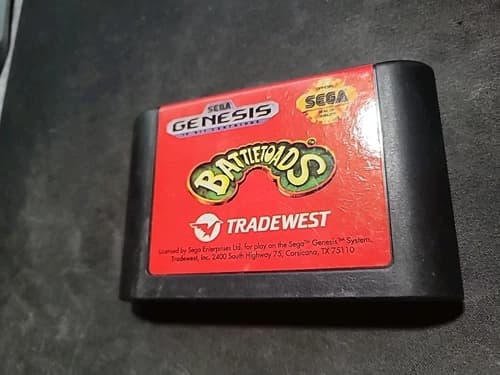 SEGA
GENESIS
16-BIT CARTRIDGE
OFFICIAL
SEGA
SEAL OF
QUALITY
BATTLETOADS
TRADEWEST
Licensed by Sega Enterprises Ltd. for play on the Sega™ Genesis™ System.
Tradewest, Inc. 2400 South Highway 75, Corsicana, TX 75110